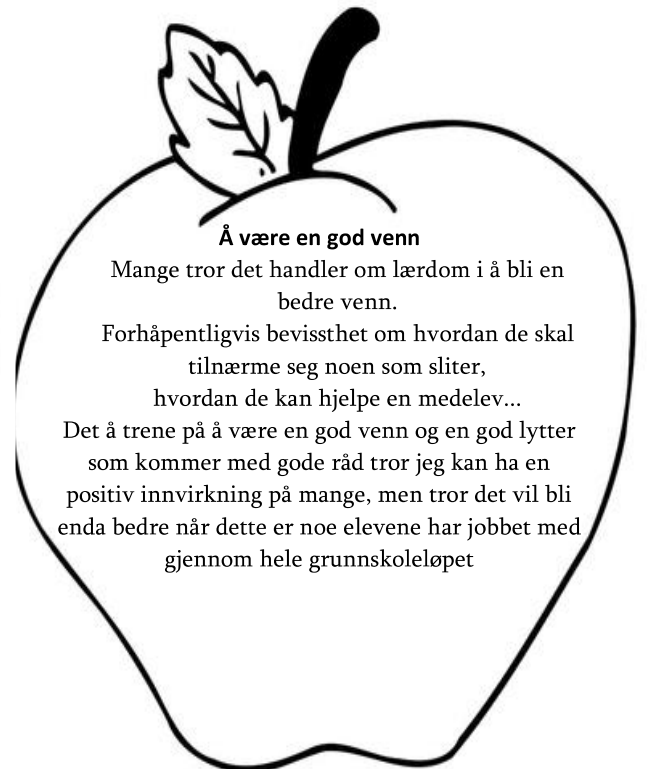 Å være en god venn
Mange tror det handler om lærdom i å bli en
bedre venn.
Forhåpentligvis bevissthet om hvordan de skal
tilnærme seg noen som sliter,
hvordan de kan hjelpe en medelev...
Det å trene på å være en god venn og en god lytter
som kommer med gode råd tror jeg kan ha en
positiv innvirkning på mange, men tror det vil bli
enda bedre når dette er noe elevene har jobbet med
gjennom hele grunnskoleløpet